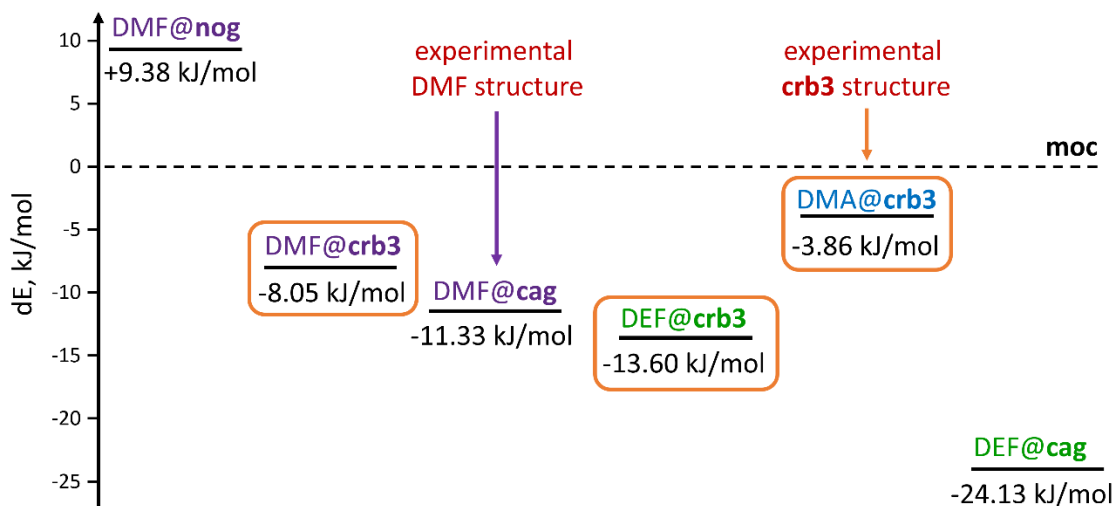 DMF@nog
+9.38 kJ/mol
experimental
DMF structure
experimental
crb3 structure
moc
DMF@crb3
-8.05 kJ/mol
DMF@cag
-11.33 kJ/mol
DEF@crb3
-13.60 kJ/mol
DMA@crb3
-3.86 kJ/mol
DEF@cag
-24.13 kJ/mol
dE, kJ/mol
10
5
0
-5
-10
-15
-20
-25